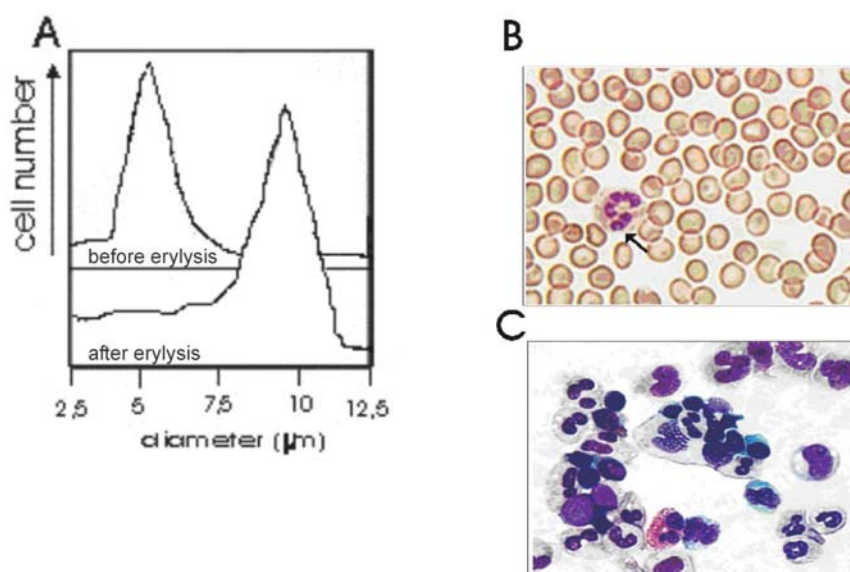 A
cell number
before erylysis
after erylysis
2,5 5 7,5 10 12,5
diameter (µm)
B
C